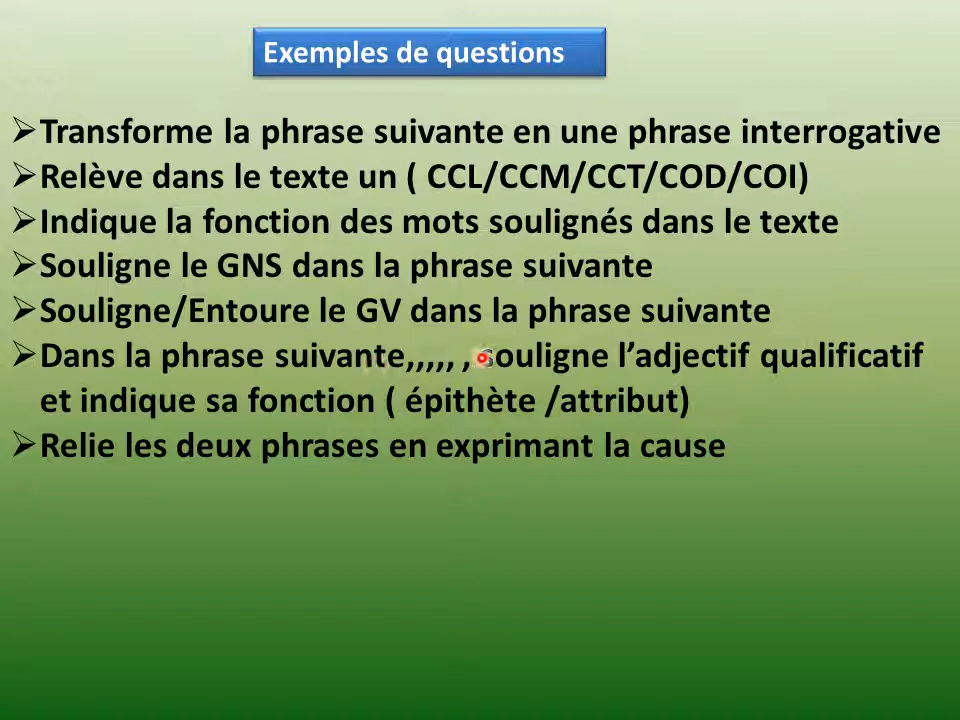 Exemples de questions
Transforme la phrase suivante en une phrase interrogative
Relève dans le texte un ( CCL/CCM/CCT/COD/COI)
Indique la fonction des mots soulignés dans le texte
Souligne le GNS dans la phrase suivante
Souligne/Entoure le GV dans la phrase suivante
Dans la phrase suivante,,,,, , souligne l’adjectif qualificatif
et indique sa fonction ( épithète /attribut)
Relie les deux phrases en exprimant la cause